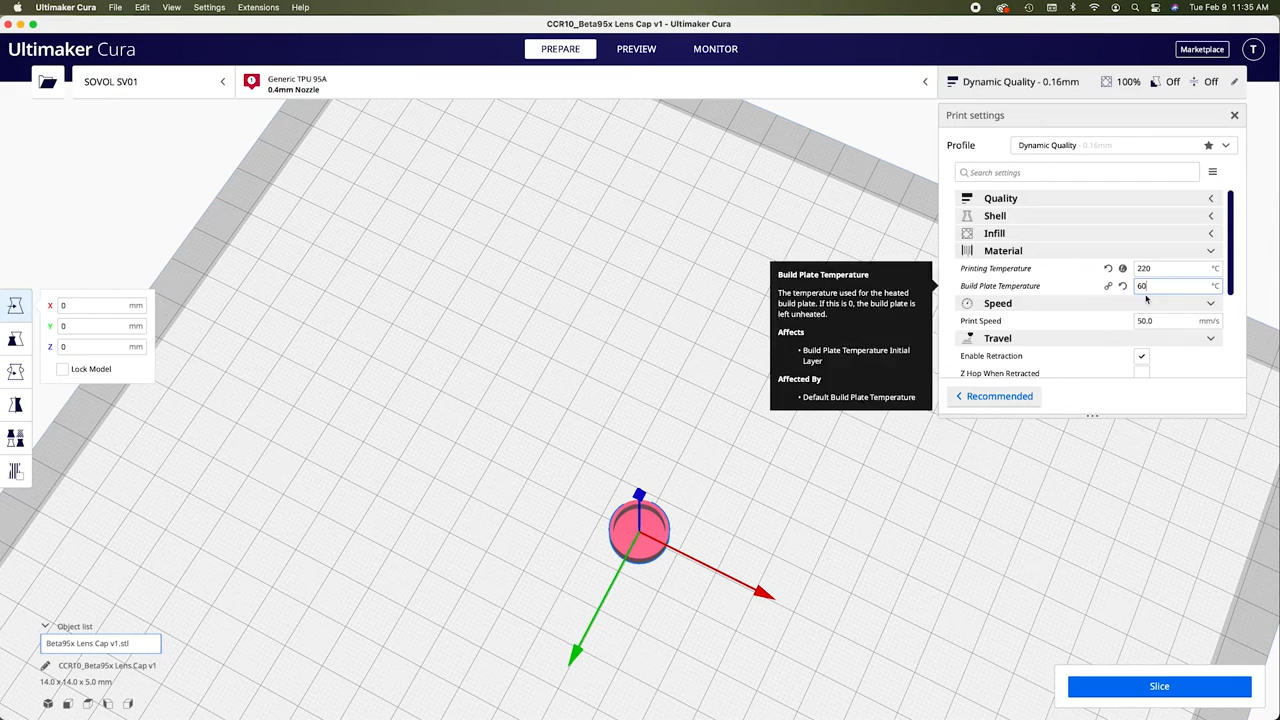 Ultimaker Cura File Edit View Settings Extensions Help Tue Feb 9 11:35 AM
CCR10_Beta95x Lens Cap v1 - Ultimaker Cura
Ultimaker Cura
PREPARE
PREVIEW
MONITOR
Marketplace
T
SOVOL SV01
Generic TPU 95A
0.4mm Nozzle
Dynamic Quality - 0.16mm
100%
Off
Off
Print settings
Profile
Dynamic Quality - 0.16mm
Search settings
Quality
Shell
Infill
Material
Printing Temperature 220 °C
Build Plate Temperature 60 °C
Speed
Print Speed 50.0 mm/s
Travel
Enable Retraction
Z Hop When Retracted
Recommended
Build Plate Temperature
The temperature used for the heated
build plate. If this is 0, the build plate is
left unheated.
Affects
• Build Plate Temperature Initial
Layer
Affected By
• Default Build Plate Temperature
X 0 mm
Y 0 mm
Z 0 mm
Lock Model
Object list
Beta95x Lens Cap v1.stl
CCR10_Beta95x Lens Cap v1
14.0 x 14.0 x 5.0 mm
Slice